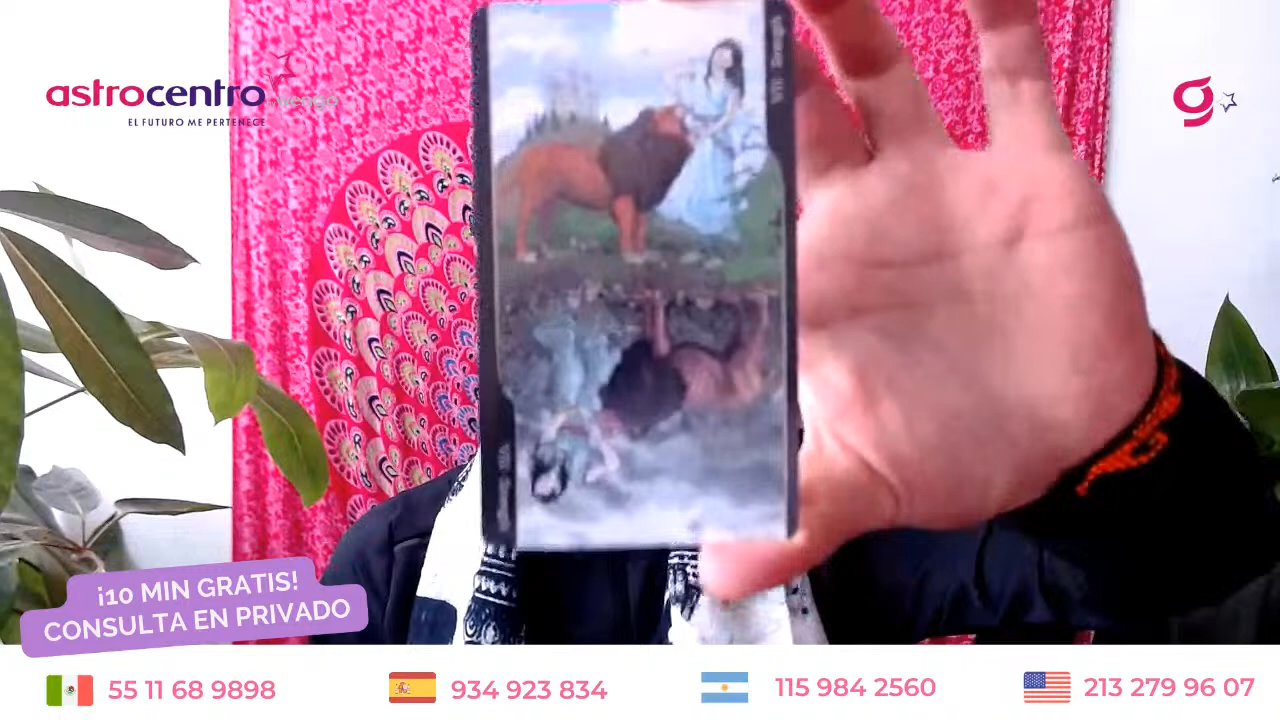 astrocentro
wengo
EL FUTURO ME PERTENECE
g
¡10 MIN GRATIS!
CONSULTA EN PRIVADO
55 11 68 9898
934 923 834
115 984 2560
213 279 96 07